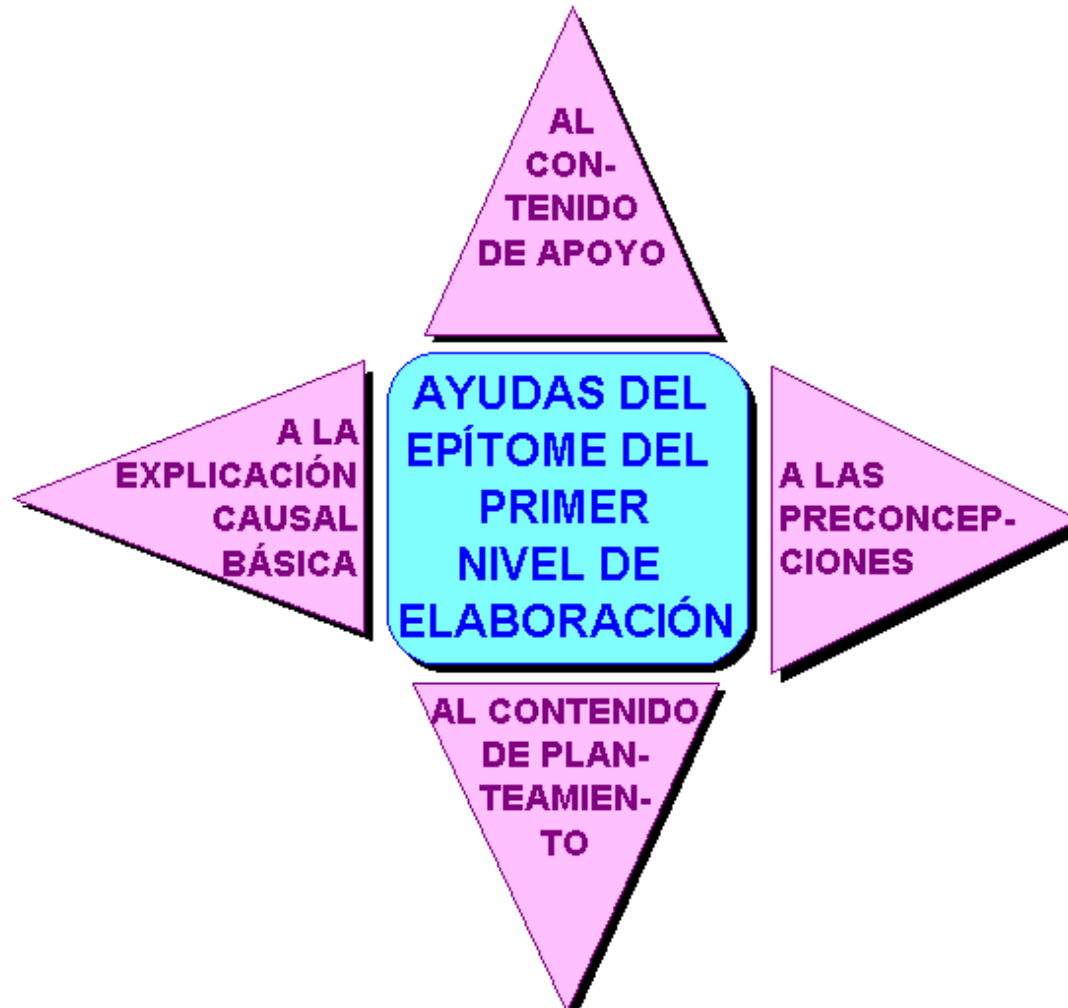 AL
CON-
TENIDO
DE APOYO
AYUDAS DEL
EPÍTOME DEL
PRIMER
NIVEL DE
ELABORACIÓN
A LA
EXPLICACIÓN
CAUSAL
BÁSICA
A LAS
PRECONCEP-
CIONES
AL CONTENIDO
DE PLAN-
TEAMIEN-
TO